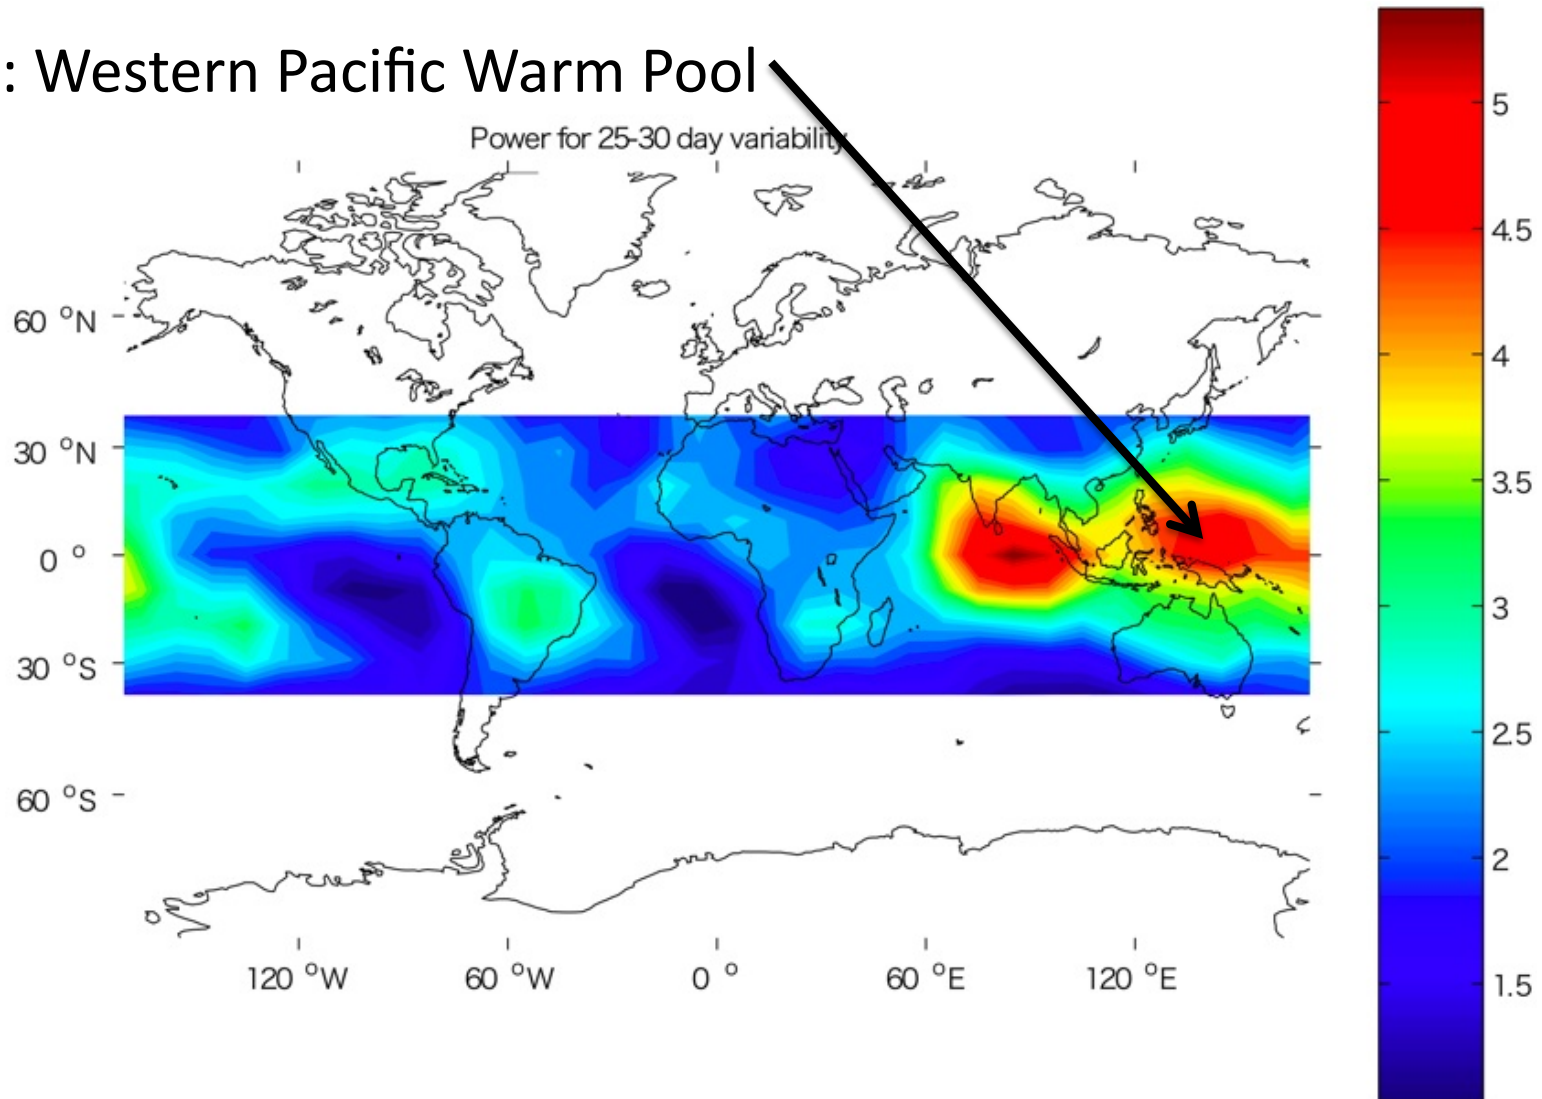 : Western Pacific Warm Pool
Power for 25-30 day variability
60 °N
30 °N
0 °
30 °S
60 °S
120 °W
60 °W
0 °
60 °E
120 °E
5
4.5
4
3.5
3
2.5
2
1.5